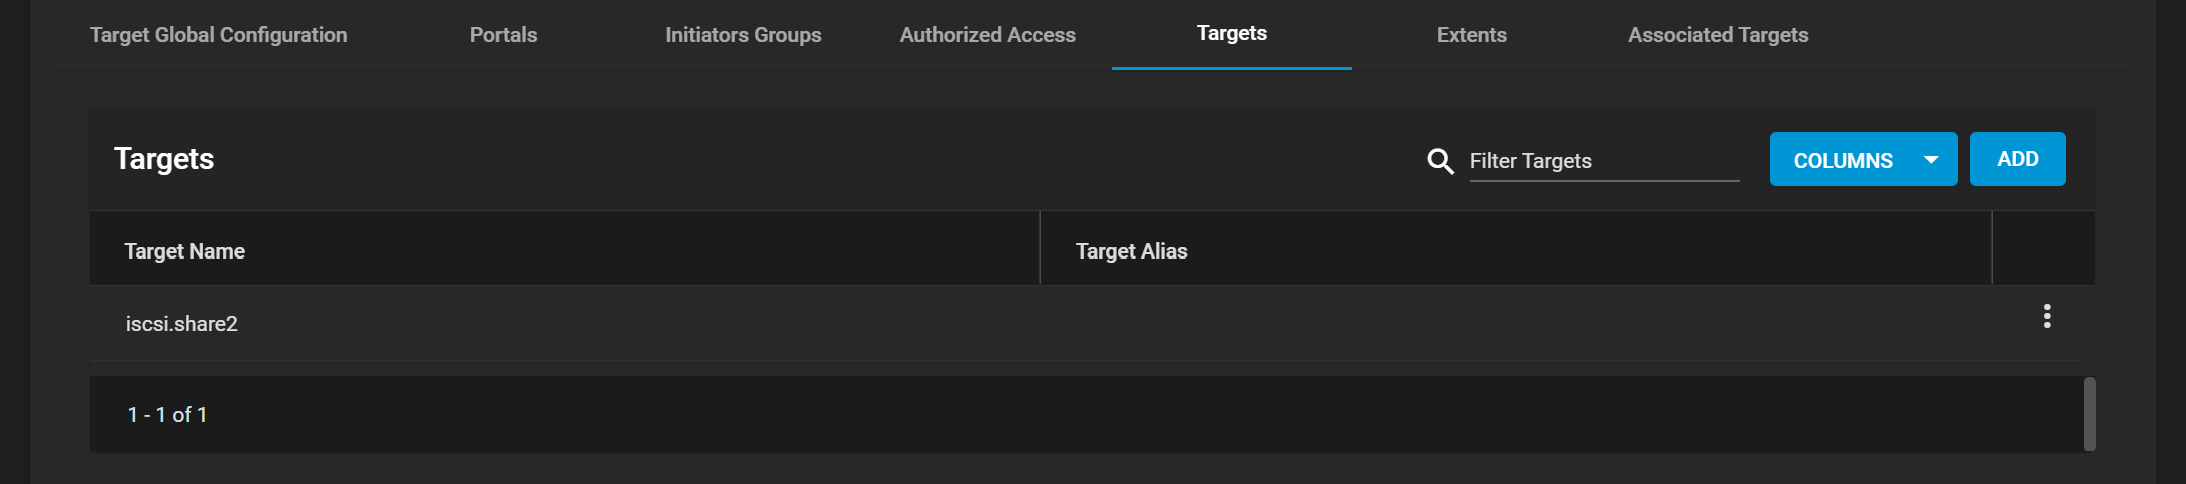 Target Global Configuration Portals Initiators Groups Authorized Access Targets Extents Associated Targets
Targets Filter Targets COLUMNS ADD
Target Name Target Alias
iscsi.share2
1 - 1 of 1